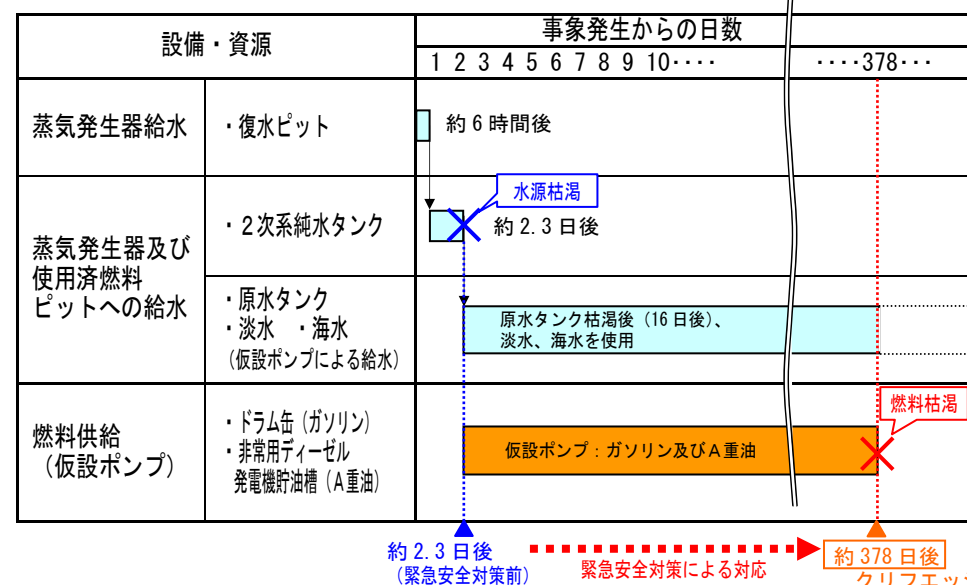 設備・資源
事象発生からの日数
1 2 3 4 5 6 7 8 9 10‥‥
‥‥378‥‥
蒸気発生器給水
・復水ピット
約6時間後
水源枯渇
蒸気発生器及び
使用済燃料
ピットへの給水
・2次系純水タンク
約2.3日後
・原水タンク
・淡水 ・海水
(仮設ポンプによる給水)
原水タンク枯渇後(16日後)、
淡水、海水を使用
燃料枯渇
燃料供給
(仮設ポンプ)
・ドラム缶(ガソリン)
・非常用ディーゼル
発電機貯油槽(A重油)
仮設ポンプ:ガソリン及びA重油
約2.3日後
(緊急安全対策前)
緊急安全対策による対応
約378日後